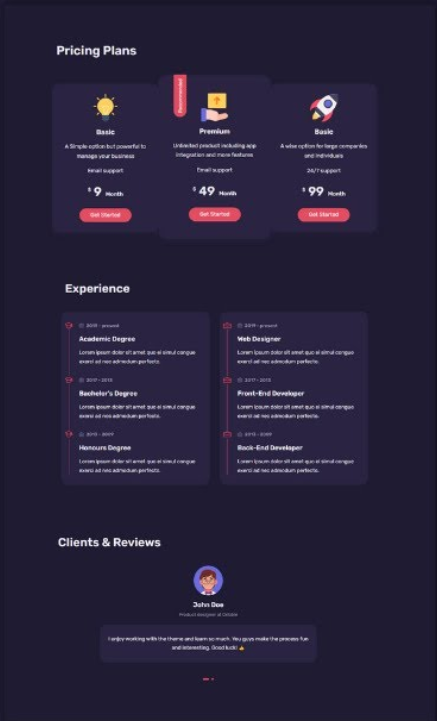 Pricing Plans
Recommended
Basic
A Simple option but powerful to
manage your business
Email support
$ 9 Month
Get Started
Premium
Unlimited product including app
integration and more features
Email support
$ 49 Month
Get Started
Basic
A wise option for large companies
and individuals
24/7 support
$ 99 Month
Get Started
Experience
2019 - present
Academic Degree
Lorem ipsum dolor sit amet quo ei simul congue
exerci ad nec admodum perfecto.
2017 - 2013
Bachelor's Degree
Lorem ipsum dolor sit amet quo ei simul congue
exerci ad nec admodum perfecto.
2013 - 2009
Honours Degree
Lorem ipsum dolor sit amet quo ei simul congue
exerci ad nec admodum perfecto.
2019 - present
Web Designer
Lorem ipsum dolor sit amet quo ei simul congue
exerci ad nec admodum perfecto.
2017 - 2013
Front-End Developer
Lorem ipsum dolor sit amet quo ei simul congue
exerci ad nec admodum perfecto.
2013 - 2009
Back-End Developer
Lorem ipsum dolor sit amet quo ei simul congue
exerci ad nec admodum perfecto.
Clients & Reviews
John Doe
Product designer at
I enjoy working with the theme and learn so much. You guys make the process fun
and interesting. Good luck! 👍